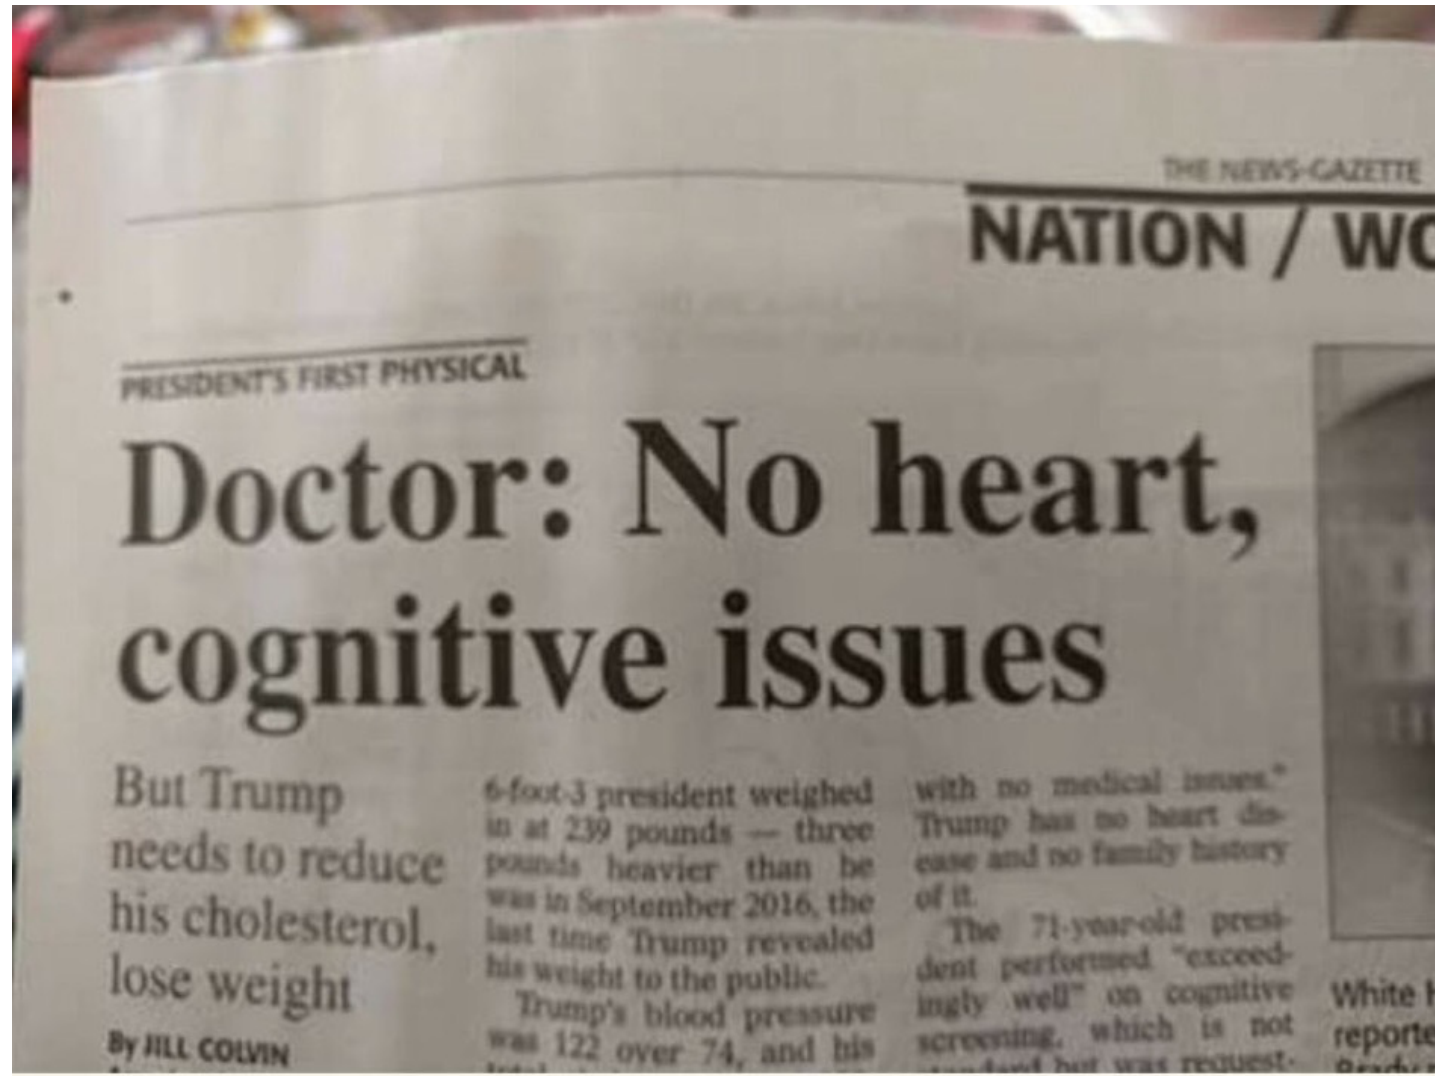 THE NEWS-GAZETTE
NATION / WO
PRESIDENT'S FIRST PHYSICAL
Doctor: No heart,
cognitive issues
But Trump
needs to reduce
his cholesterol,
lose weight
By JILL COLVIN
6-foot-3 president weighed
in at 239 pounds — three
pounds heavier than he
was in September 2016, the
last time Trump revealed
his weight to the public.
Trump's blood pressure
was 122 over 74, and his
with no medical issues."
Trump has no heart dis-
ease and no family history
of it.
The 71-year-old presi-
dent performed "exceed-
ingly well" on cognitive
screening, which is not
standard but was request-
White H
reporte
Brady